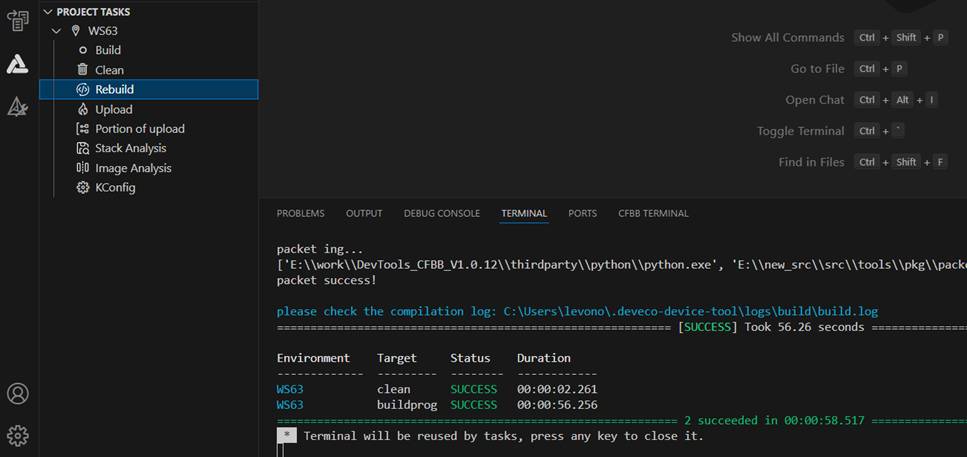 PROJECT TASKS
WS63
Build
Clean
Rebuild
Upload
Portion of upload
Stack Analysis
Image Analysis
KConfig
Show All Commands Ctrl + Shift + P
Go to File Ctrl + P
Open Chat Ctrl + Alt + I
Toggle Terminal Ctrl + `
Find in Files Ctrl + Shift + F
PROBLEMS OUTPUT DEBUG CONSOLE TERMINAL PORTS CFBB TERMINAL
packet ing...
['E:\\work\\DevTools_CFBB_V1.0.12\\thirdparty\\python\\python.exe', 'E:\\new_src\\src\\tools\\pkg\\packe
packet success!
please check the compilation log: C:\Users\levono\.deveco-device-tool\logs\build\build.log
=========================================================== [SUCCESS] Took 56.26 seconds ===============
Environment Target Status Duration
------------- --------- -------- ------------
WS63 clean SUCCESS 00:00:02.261
WS63 buildprog SUCCESS 00:00:56.256
============================================================ 2 succeeded in 00:00:58.517 ===============
* Terminal will be reused by tasks, press any key to close it.